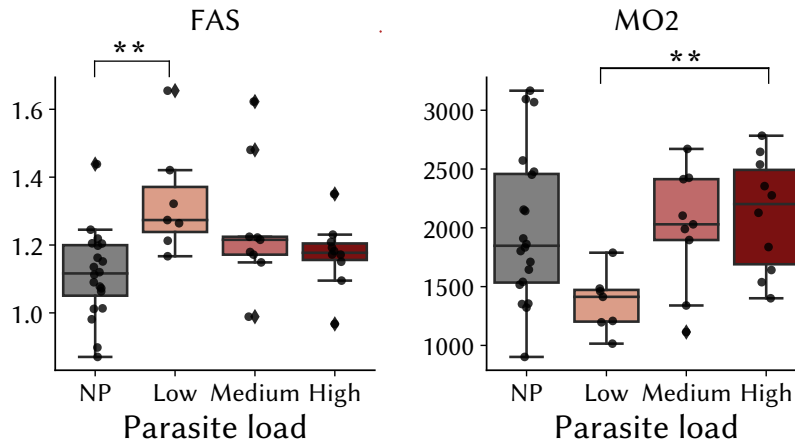 FAS
**
1.6
1.4
1.2
1.0
NP Low Medium High
Parasite load
MO2
**
3000
2500
2000
1500
1000
NP Low Medium High
Parasite load